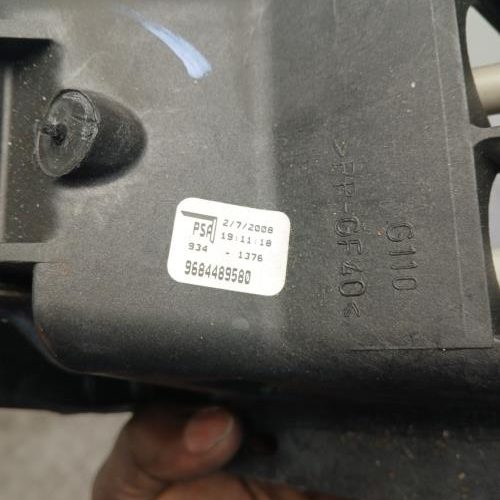 PSA 2/7/2008
19:11:18
934 - 1376
9684489580
>PP-GF40<
G110